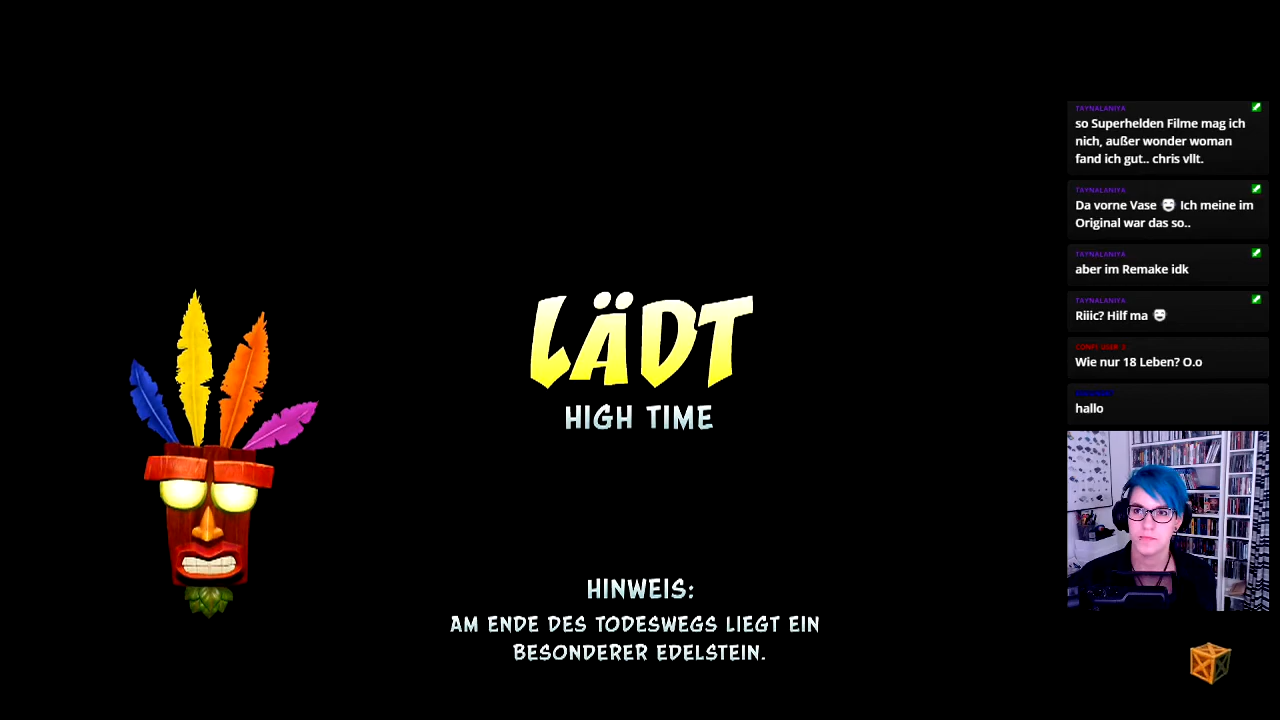 LÄDT
HIGH TIME
HINWEIS:
AM ENDE DES TODESWEGS LIEGT EIN
BESONDERER EDELSTEIN.
TAYNALANIYA
so Superhelden Filme mag ich
nich, außer wonder woman
fand ich gut.. chris vllt.
TAYNALANIYA
Da vorne Vase Ich meine im
Original war das so..
TAYNALANIYA
aber im Remake idk
TAYNALANIYA
Riiic? Hilf ma
Wie nur 18 Leben? O.o
hallo